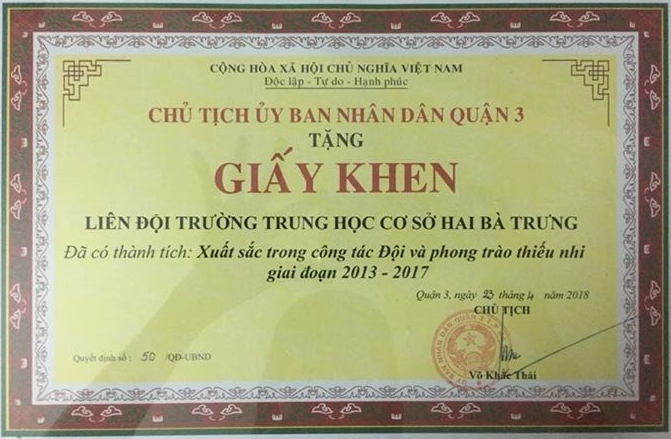 CỘNG HÒA XÃ HỘI CHỦ NGHĨA VIỆT NAM
Độc lập - Tự do - Hạnh phúc
CHỦ TỊCH ỦY BAN NHÂN DÂN QUẬN 3
TẶNG
GIẤY KHEN
LIÊN ĐỘI TRƯỜNG TRUNG HỌC CƠ SỞ HAI BÀ TRƯNG
Đã có thành tích: Xuất sắc trong công tác Đội và phong trào thiếu nhi
giai đoạn 2013 - 2017
Quận 3, ngày 23 tháng 4 năm 2018
CHỦ TỊCH
Quyết định số: 50 /QĐ-UBND
Võ Khắc Thái